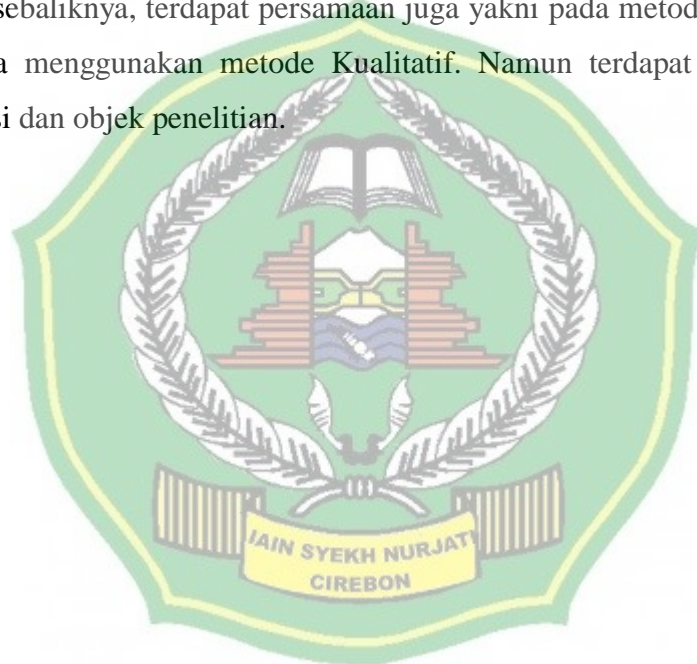 sebaliknya, terdapat persamaan juga yakni pada metod
menggunakan metode Kualitatif. Namun terdapat
dan objek penelitian.
IAIN SYEKH NURJATI
CIREBON